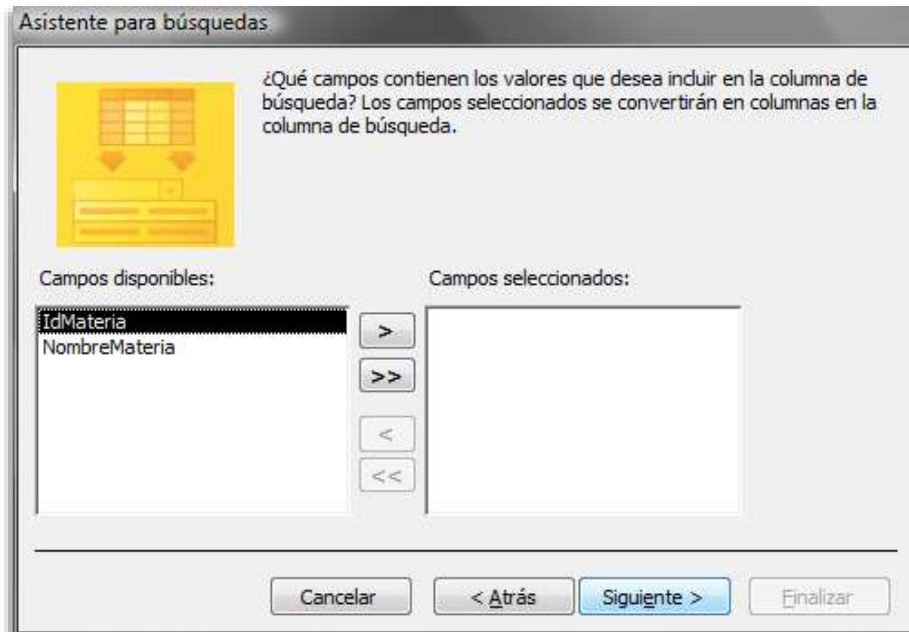 Asistente para búsquedas
¿Qué campos contienen los valores que desea incluir en la columna de
búsqueda? Los campos seleccionados se convertirán en columnas en la
columna de búsqueda.
Campos disponibles:
Campos seleccionados:
IdMateria
NombreMateria
>
>>
<
<<
Cancelar
< Atrás
Siguiente >
Finalizar